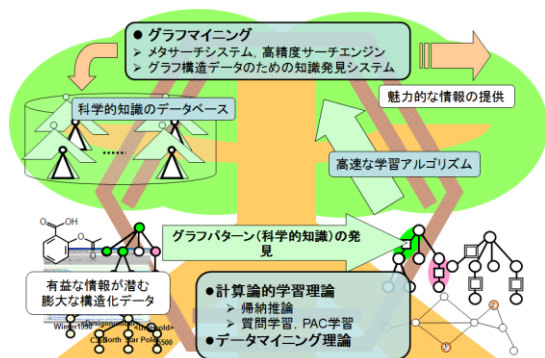 ●グラフマイニング
➢ メタサーチシステム, 高精度サーチエンジン
➢ グラフ構造データのための知識発見システム
魅力的な情報の提供
科学的知識のデータベース
高速な学習アルゴリズム
グラフパターン(科学的知識)の発
見
有益な情報が潜む
膨大な構造化データ
●計算論的学習理論
➢ 帰納推論
➢ 質問学習, PAC学習
●データマイニング理論
O
OH
O
O
Winter1998
North Star Pole
5500